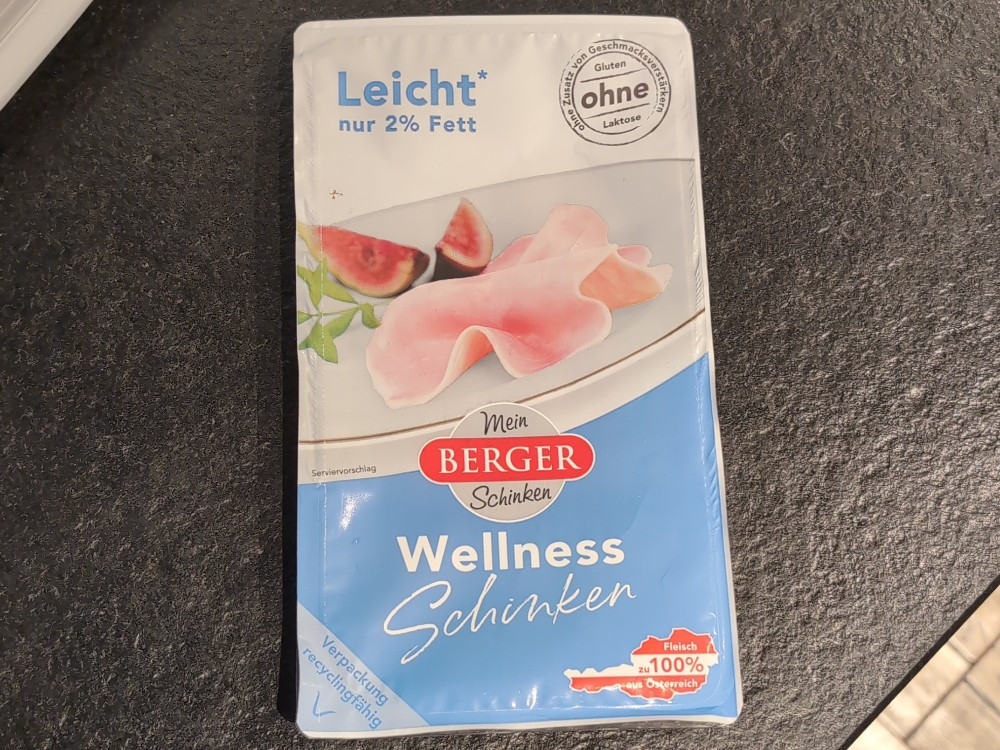 Leicht*
nur 2% Fett
ohne Zusatz von Geschmacksverstärkern
Gluten
ohne
Laktose
Serviervorschlag
Mein
BERGER
Schinken
Wellness
Schinken
Verpackung
recyclingfähig
Fleisch
zu 100%
aus Österreich